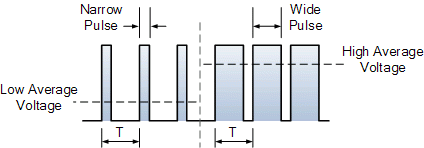 Narrow
Pulse
Wide
Pulse
High Average
Voltage
Low Average
Voltage
T
T